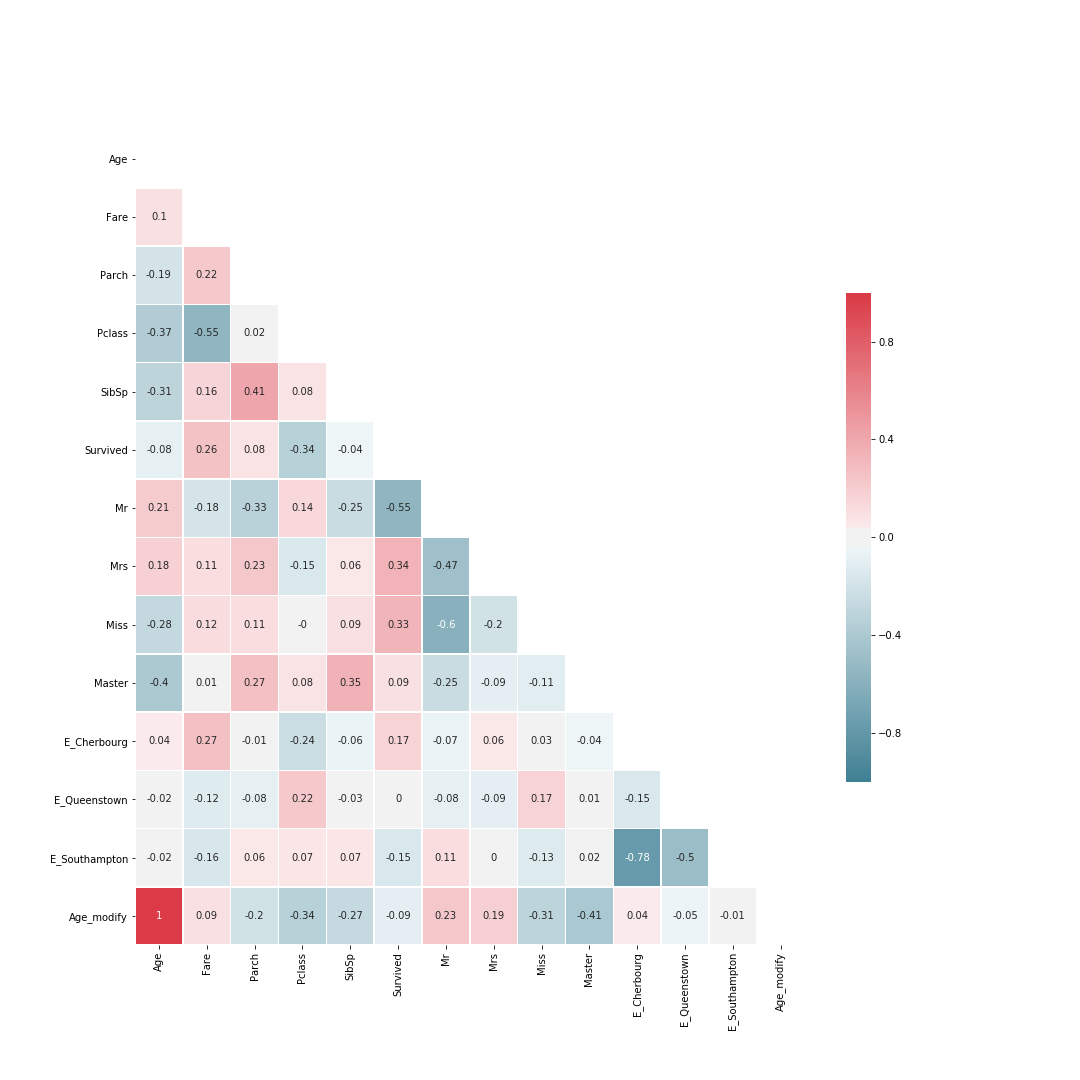 Age
Fare 0.1
Parch -0.19 0.22
Pclass -0.37 -0.55 0.02
SibSp -0.31 0.16 0.41 0.08
Survived -0.08 0.26 0.08 -0.34 -0.04
Mr 0.21 -0.18 -0.33 0.14 -0.25 -0.55
Mrs 0.18 0.11 0.23 -0.15 0.06 0.34 -0.47
Miss -0.28 0.12 0.11 -0 0.09 0.33 -0.6 -0.2
Master -0.4 0.01 0.27 0.08 0.35 0.09 -0.25 -0.09 -0.11
E_Cherbourg 0.04 0.27 -0.01 -0.24 -0.06 0.17 -0.07 0.06 0.03 -0.04
E_Queenstown -0.02 -0.12 -0.08 0.22 -0.03 0 -0.08 -0.09 0.17 0.01 -0.15
E_Southampton -0.02 -0.16 0.06 0.07 0.07 -0.15 0.11 0 -0.13 0.02 -0.78 -0.5
Age_modify 1 0.09 -0.2 -0.34 -0.27 -0.09 0.23 0.19 -0.31 -0.41 0.04 -0.05 -0.01
Age Fare Parch Pclass SibSp Survived Mr Mrs Miss Master E_Cherbourg E_Queenstown E_Southampton Age_modify
0.8
0.4
0.0
−0.4
−0.8